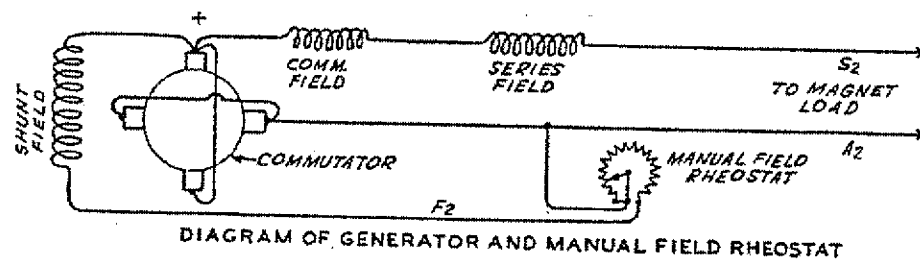 +
COMM.
FIELD
SERIES
FIELD
S2
TO MAGNET
LOAD
SHUNT
FIELD
COMMUTATOR
A2
MANUAL FIELD
RHEOSTAT
F2
DIAGRAM OF GENERATOR AND MANUAL FIELD RHEOSTAT